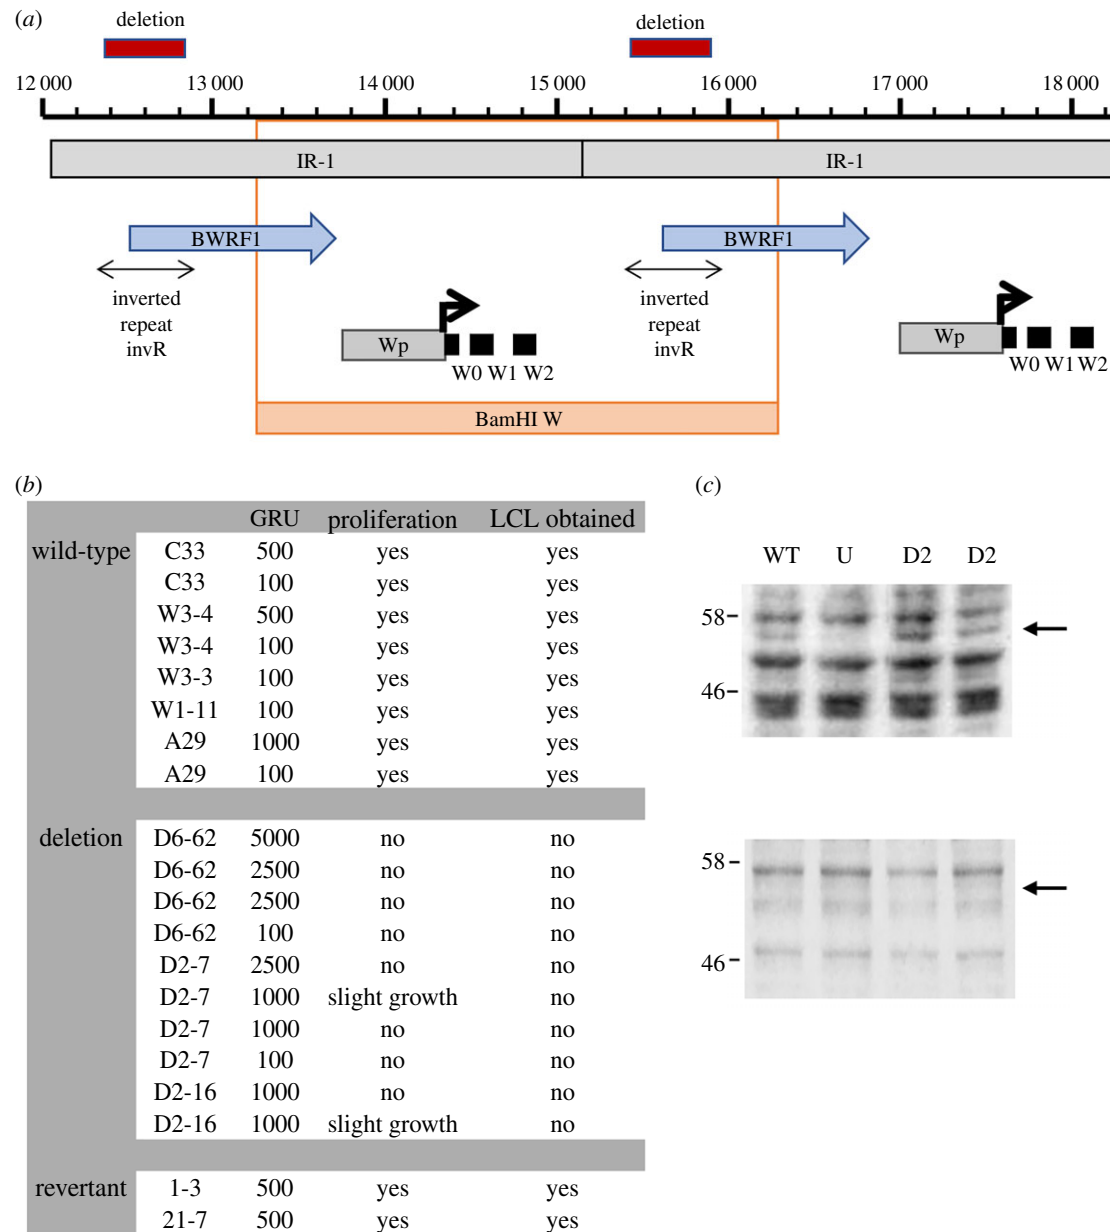 (a)
deletion deletion
12 000 13 000 14 000 15 000 16 000 17 000 18 000
IR-1 IR-1
BWRF1 BWRF1
inverted repeat invR
inverted repeat invR
Wp Wp
W0 W1 W2 W0 W1 W2
BamHI W
(b)
GRU proliferation LCL obtained
wild-type C33 500 yes yes
C33 100 yes yes
W3-4 500 yes yes
W3-4 100 yes yes
W3-3 100 yes yes
W1-11 100 yes yes
A29 1000 yes yes
A29 100 yes yes
deletion D6-62 5000 no no
D6-62 2500 no no
D6-62 2500 no no
D6-62 100 no no
D2-7 2500 no no
D2-7 1000 slight growth no
D2-7 1000 no no
D2-7 100 no no
D2-16 1000 no no
D2-16 1000 slight growth no
revertant 1-3 500 yes yes
21-7 500 yes yes
(c)
WT U D2 D2
58
46
58
46